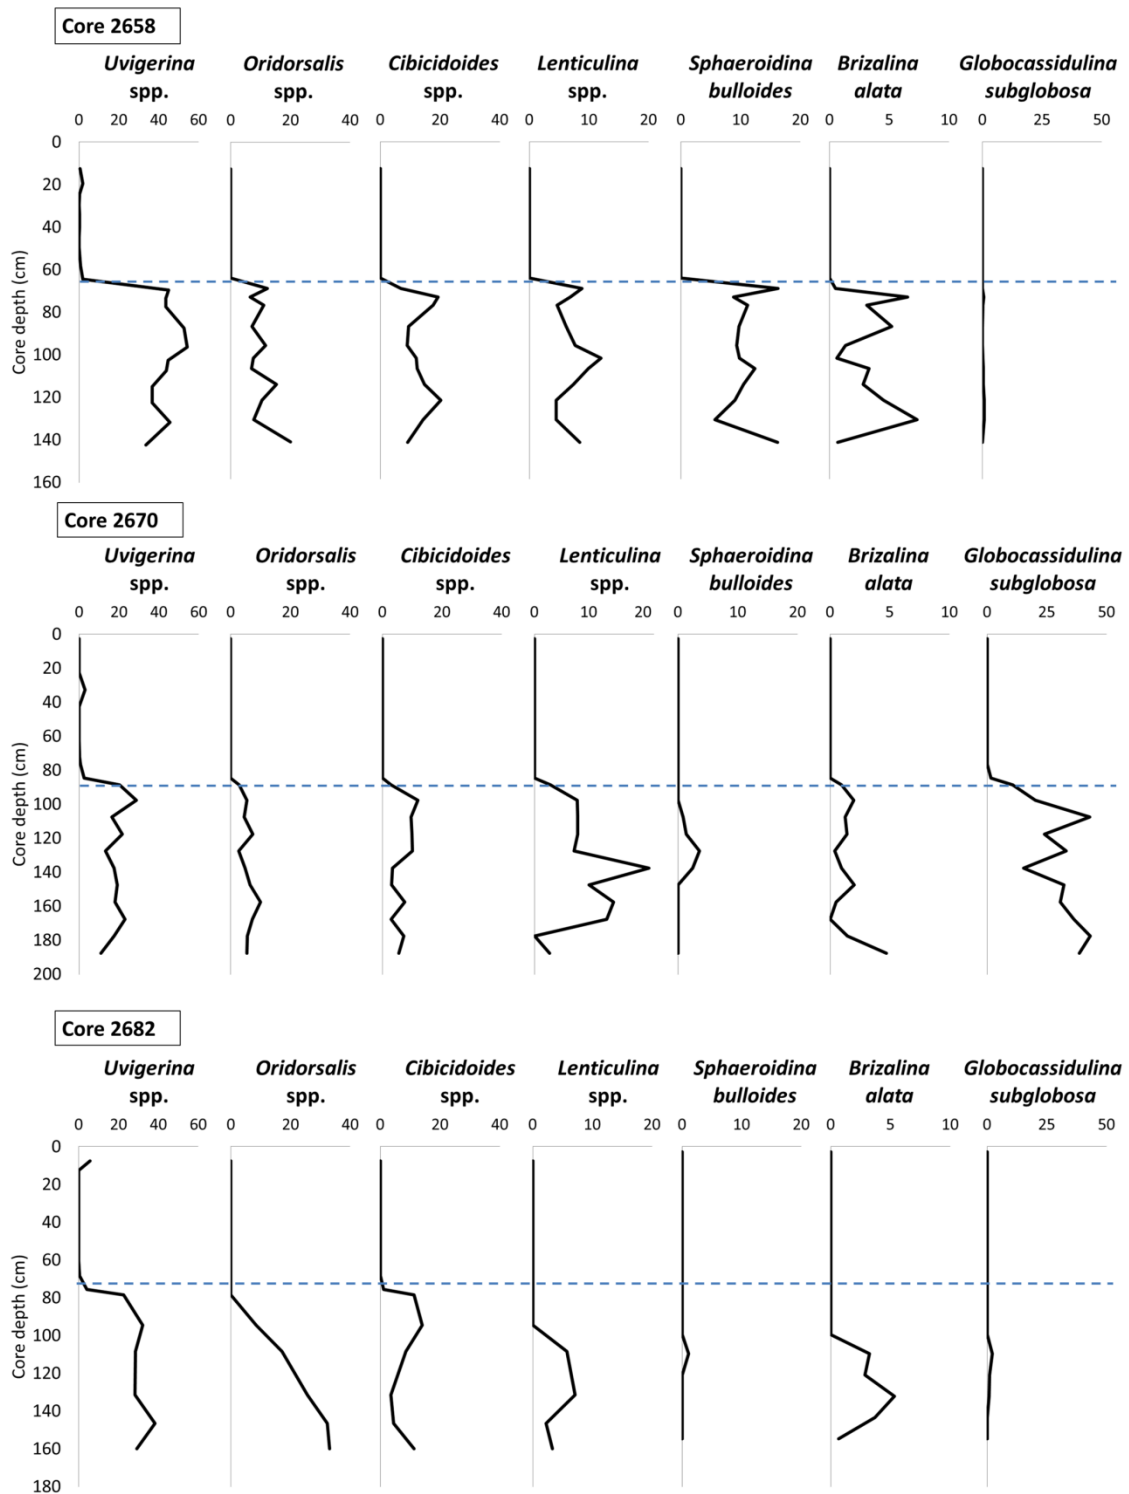 Core 2658
Uvigerina Oridorsalis Cibicidoides Lenticulina Sphaeroidina Brizalina Globocassidulina
spp. spp. spp. spp. bulloides alata subglobosa
0 20 40 60 0 20 40 0 20 40 0 10 20 0 10 20 0 5 10 0 25 50
0
20
40
60
80
100
120
140
160
Core depth (cm)
Core 2670
Uvigerina Oridorsalis Cibicidoides Lenticulina Sphaeroidina Brizalina Globocassidulina
spp. spp. spp. spp. bulloides alata subglobosa
0 20 40 60 0 20 40 0 20 40 0 10 20 0 10 20 0 5 10 0 25 50
0
20
40
60
80
100
120
140
160
180
200
Core depth (cm)
Core 2682
Uvigerina Oridorsalis Cibicidoides Lenticulina Sphaeroidina Brizalina Globocassidulina
spp. spp. spp. spp. bulloides alata subglobosa
0 20 40 60 0 20 40 0 20 40 0 10 20 0 10 20 0 5 10 0 25 50
0
20
40
60
80
100
120
140
160
180
Core depth (cm)